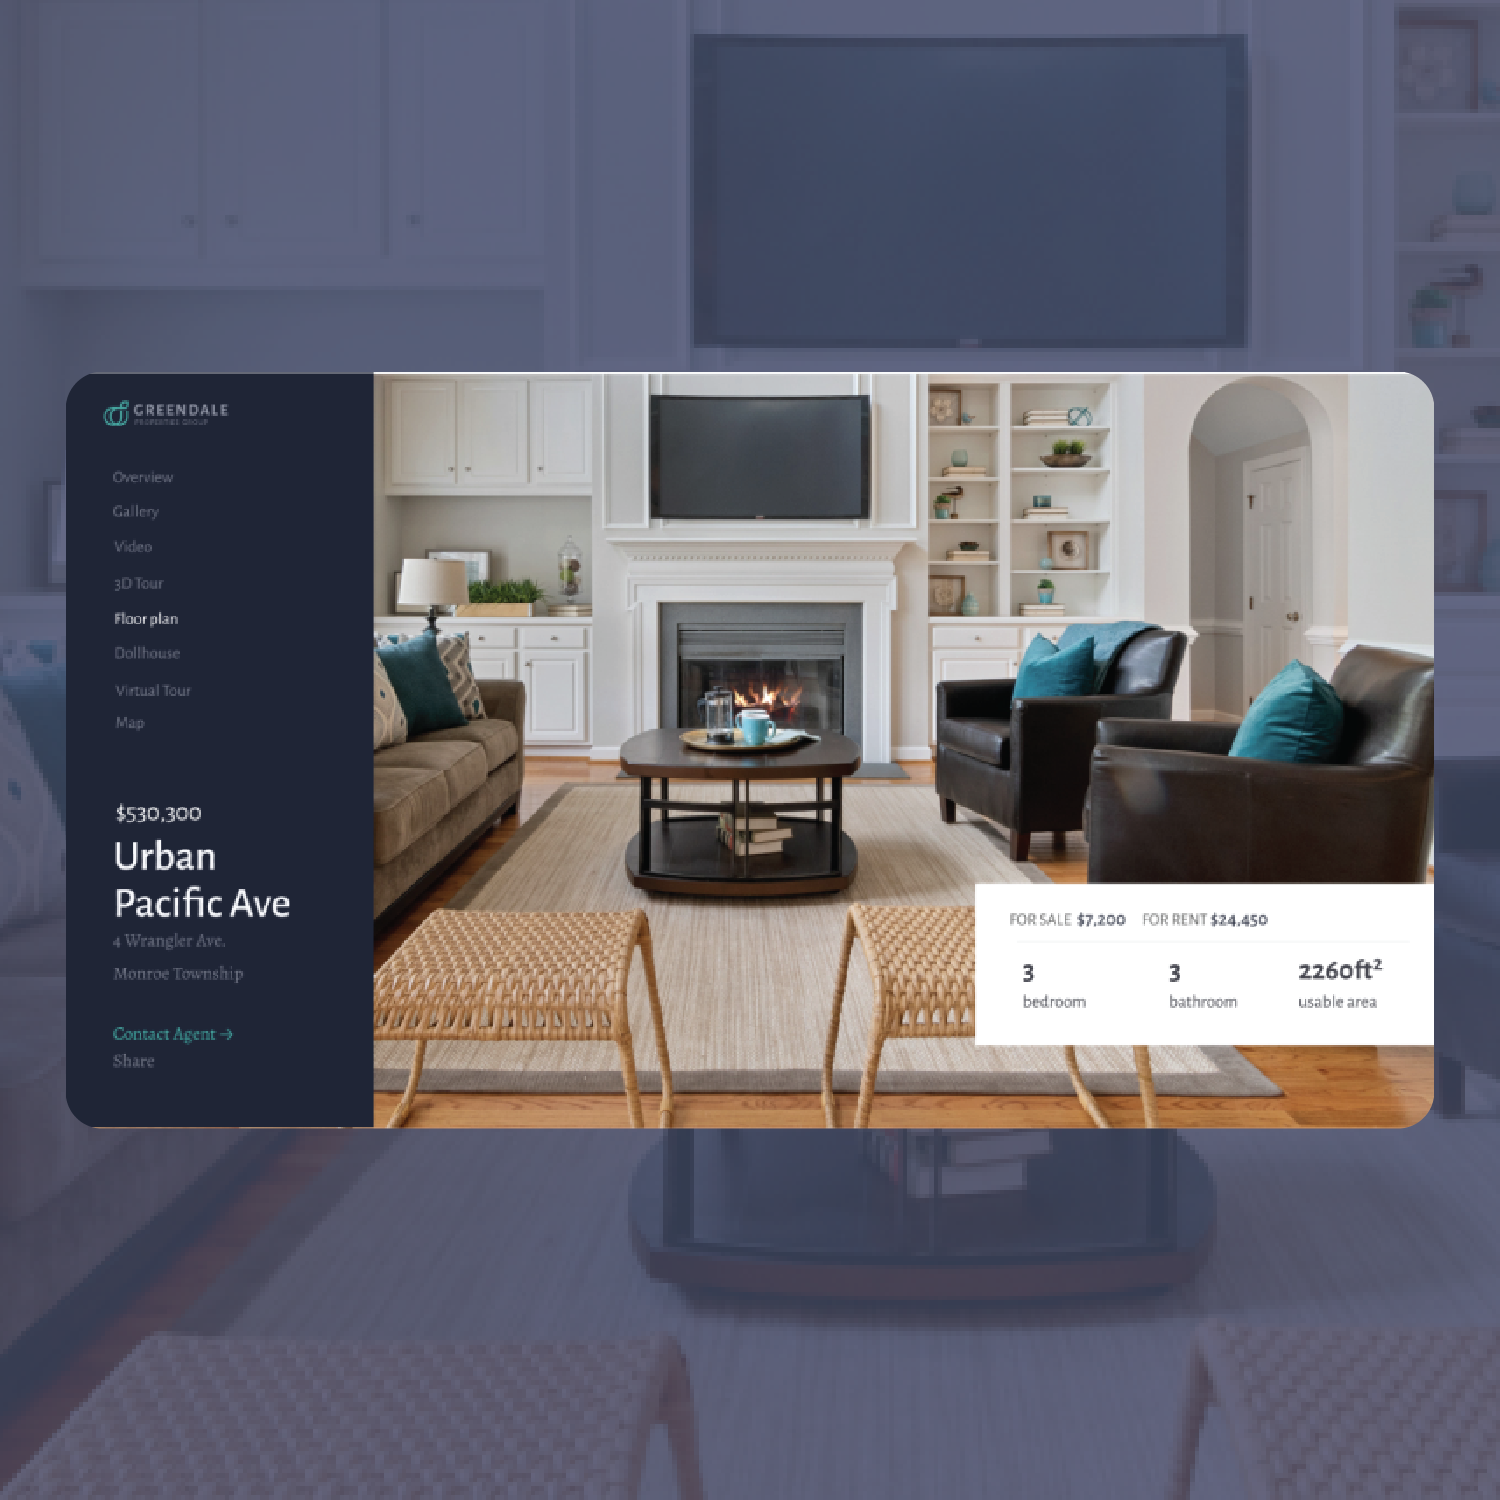 GREENDALE
PROPERTIES GROUP
Overview
Gallery
Video
3D Tour
Floor plan
Dollhouse
Virtual Tour
Map
$530,300
Urban
Pacific Ave
4 Wrangler Ave.
Monroe Township
Contact Agent →
Share
FOR SALE $7,200 FOR RENT $24,450
3 3 2260ft²
bedroom bathroom usable area